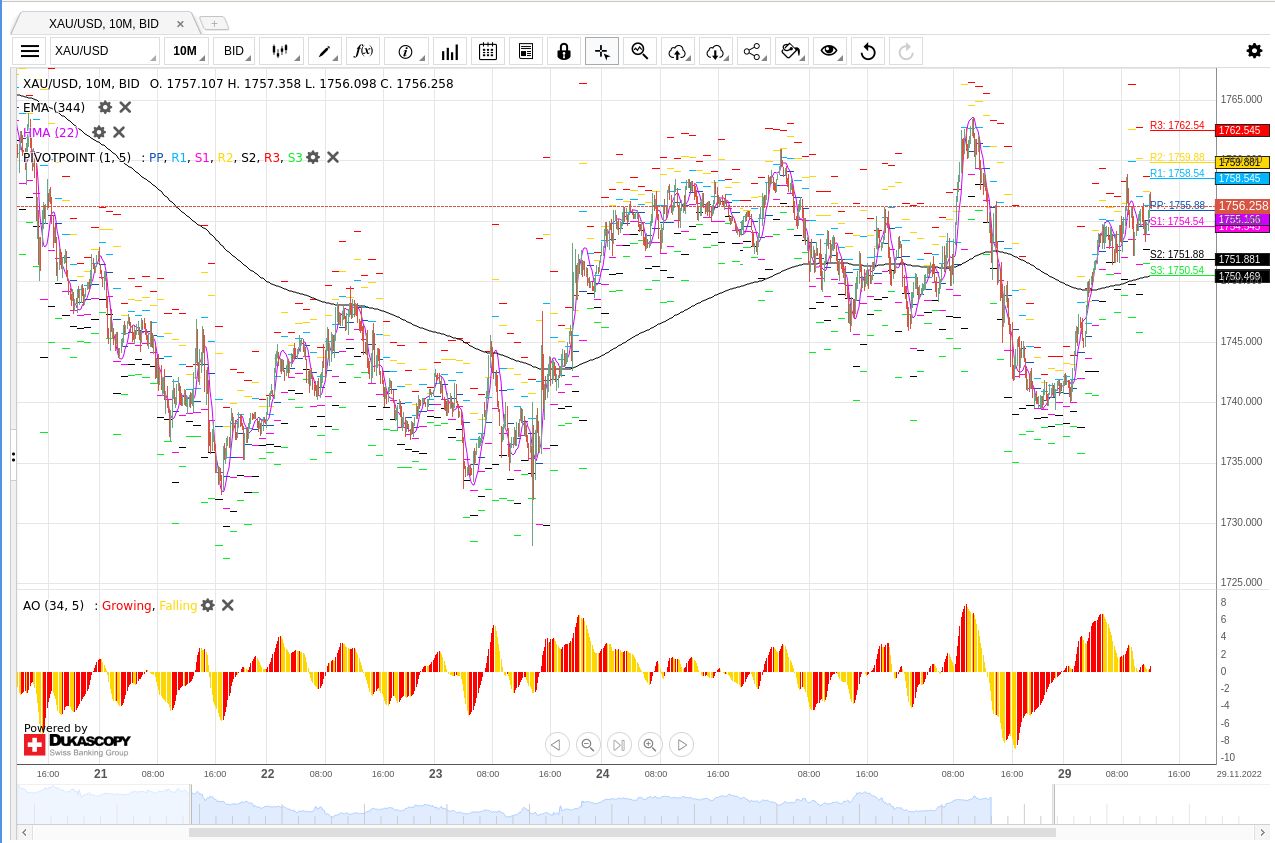 XAU/USD, 10M, BID
XAU/USD 10M BID f(x)
XAU/USD, 10M, BID O. 1757.107 H. 1757.358 L. 1756.098 C. 1756.258
EMA (344)
HMA (22)
PIVOTPOINT (1, 5) : PP, R1, S1, R2, S2, R3, S3
1765.000
R3: 1762.54 1762.545
R2: 1759.88 1759.881
R1: 1758.54 1758.545
PP: 1755.88 1756.258
S1: 1754.54 1754.545
S2: 1751.88 1751.881
S3: 1750.54 1750.469
1745.000
1740.000
1735.000
1730.000
1725.000
AO (34, 5) : Growing, Falling
8
6
4
2
0
-2
-4
-6
-8
-10
Powered by
DUKASCOPY
Swiss Banking Group
16:00 21 08:00 16:00 22 08:00 16:00 23 08:00 16:00 24 08:00 16:00 08:00 16:00 08:00 16:00 29 08:00 16:00 29.11.2022